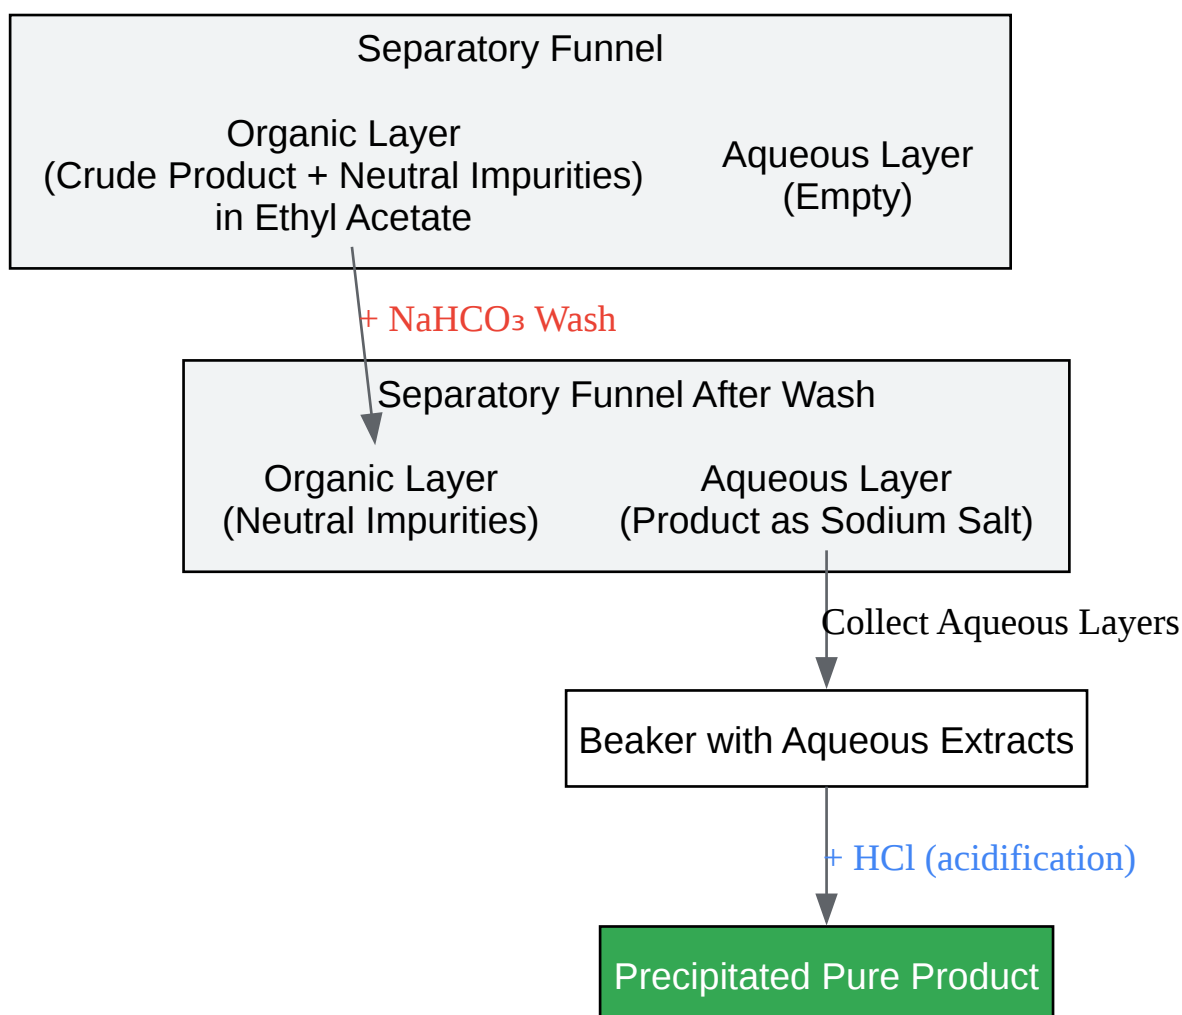 Separatory Funnel
Organic Layer
(Crude Product + Neutral Impurities)
in Ethyl Acetate
Aqueous Layer
(Empty)
+ NaHCO₃ Wash
Separatory Funnel After Wash
Organic Layer
(Neutral Impurities)
Aqueous Layer
(Product as Sodium Salt)
Collect Aqueous Layers
Beaker with Aqueous Extracts
+ HCl (acidification)
Precipitated Pure Product